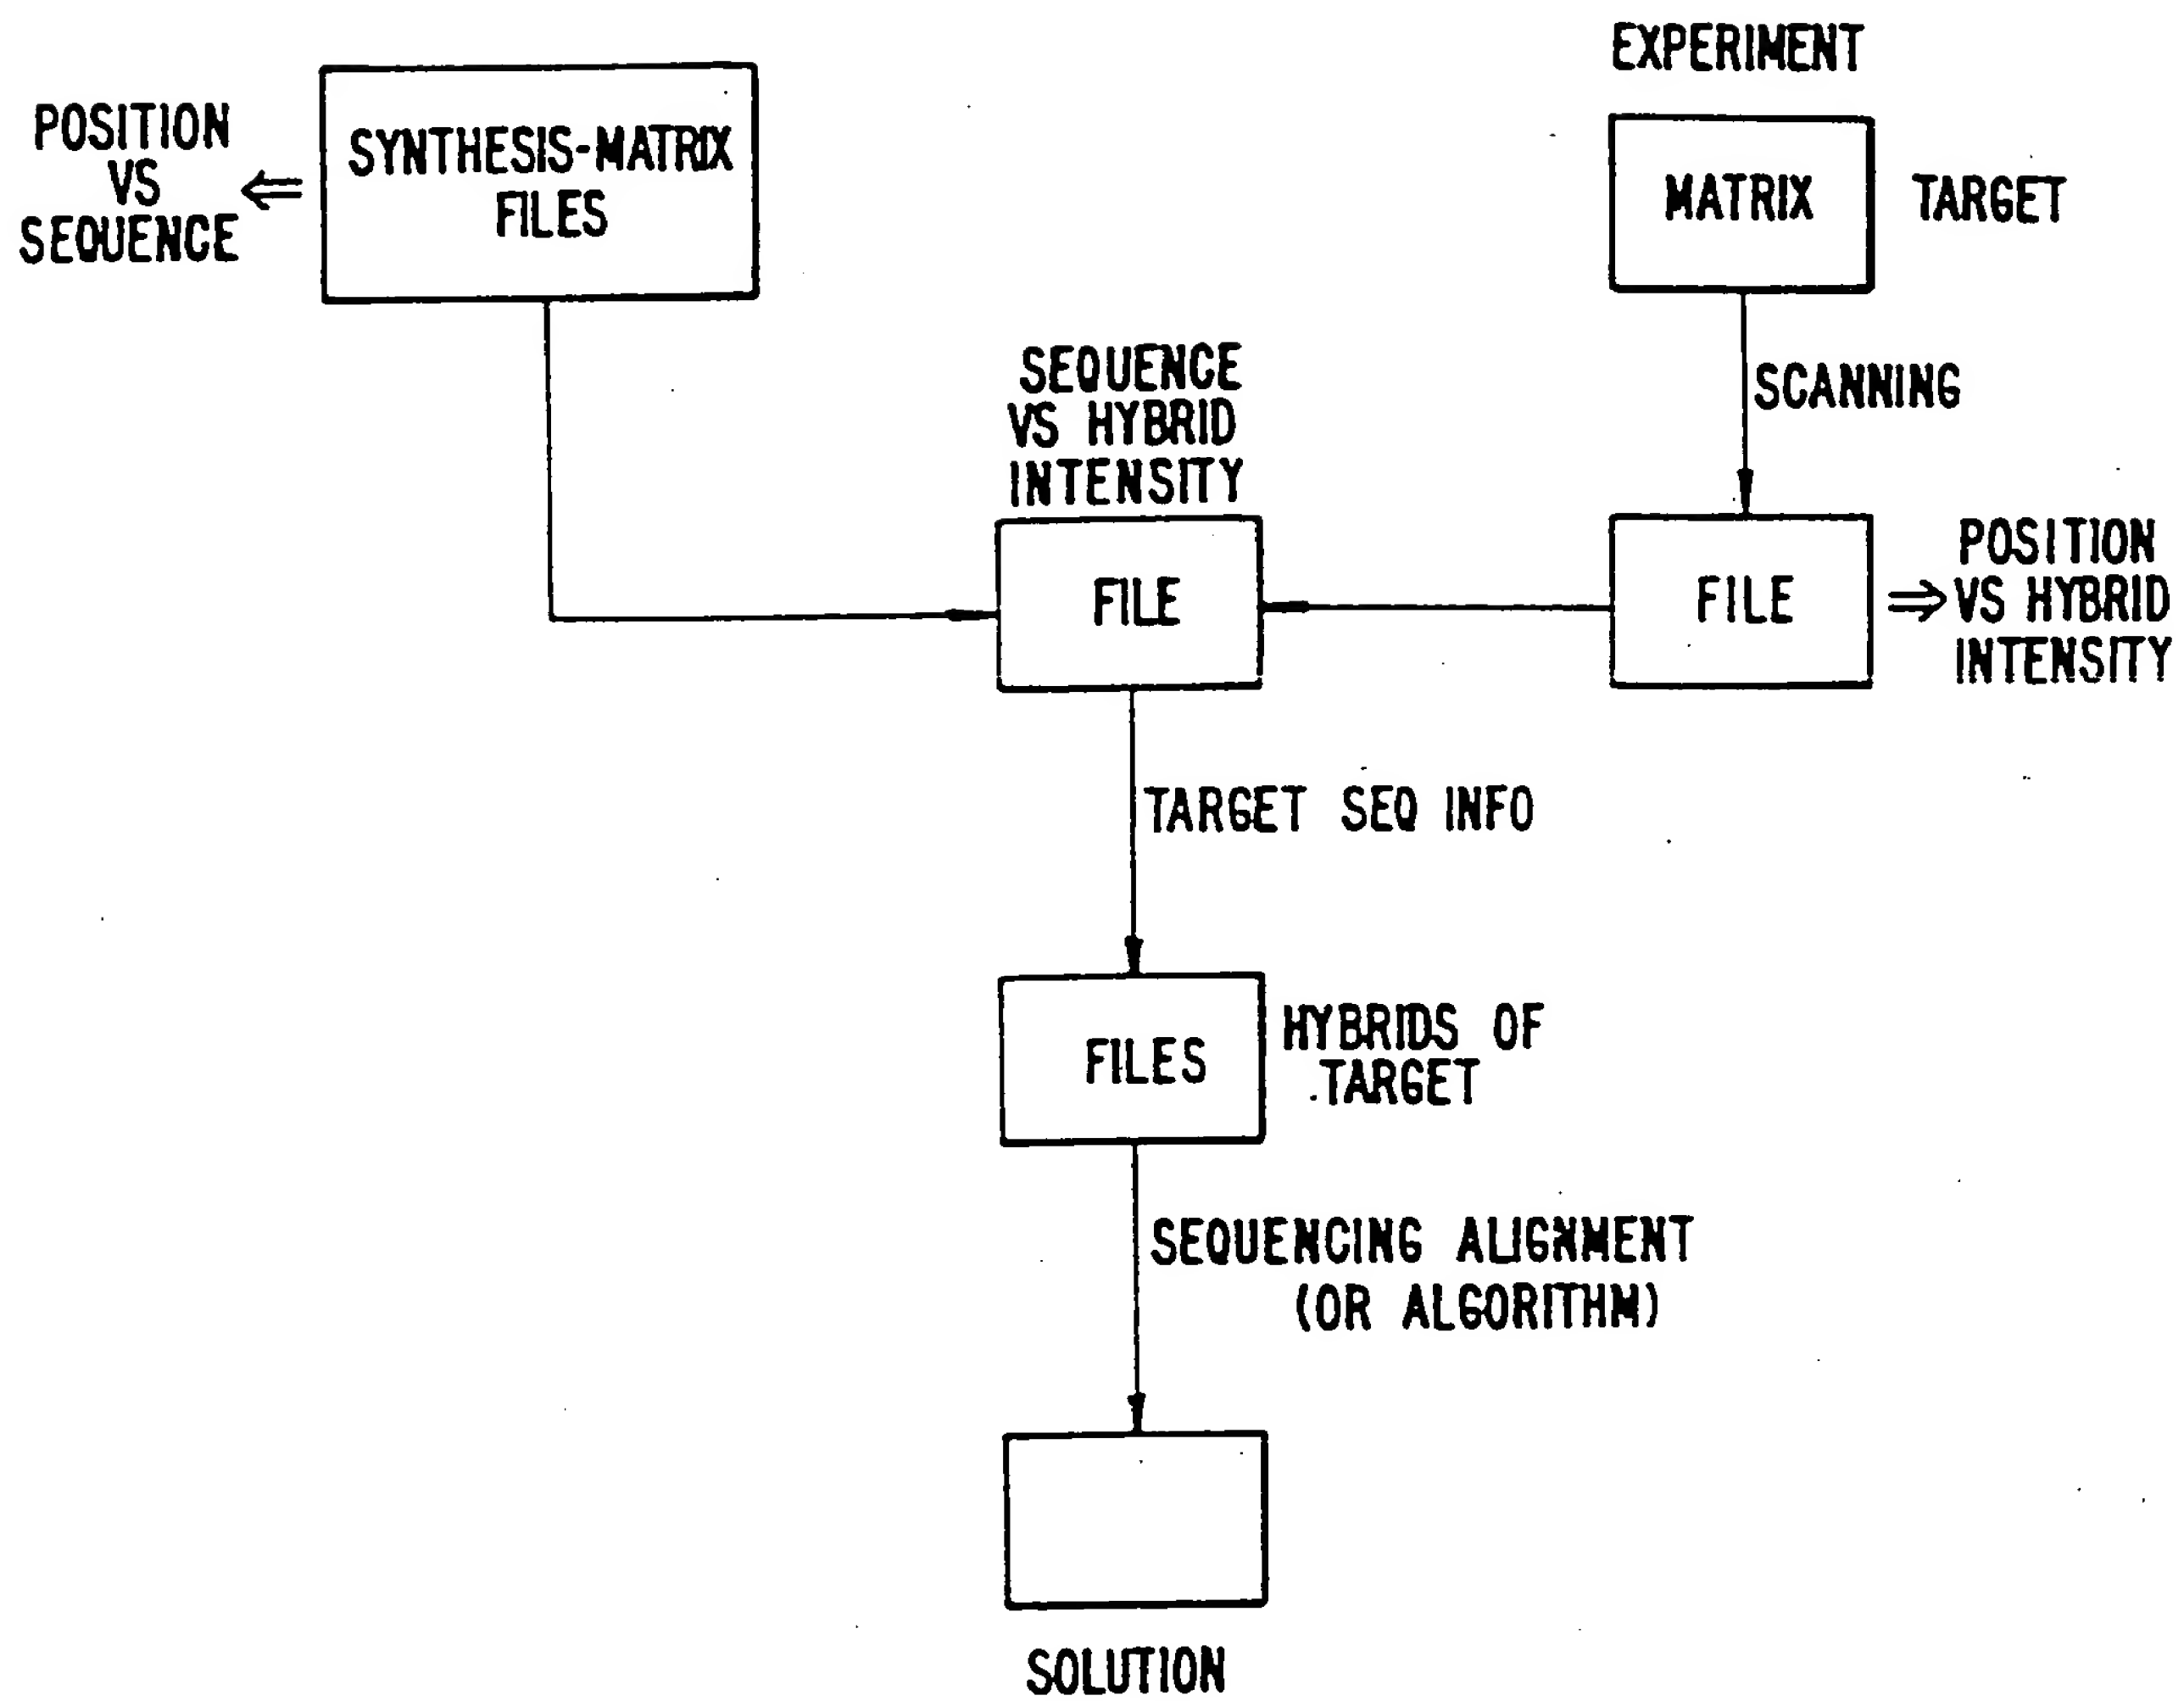 EXPERIMENT
POSITION
VS
SEQUENCE
SYNTHESIS-MATRIX
FILES
MATRIX
TARGET
SCANNING
SEQUENCE
VS HYBRID
INTENSITY
FILE
FILE
POSITION
VS HYBRID
INTENSITY
TARGET SEQ INFO
FILES
HYBRIDS OF
TARGET
SEQUENCING ALIGNMENT
(OR ALGORITHM)
SOLUTION